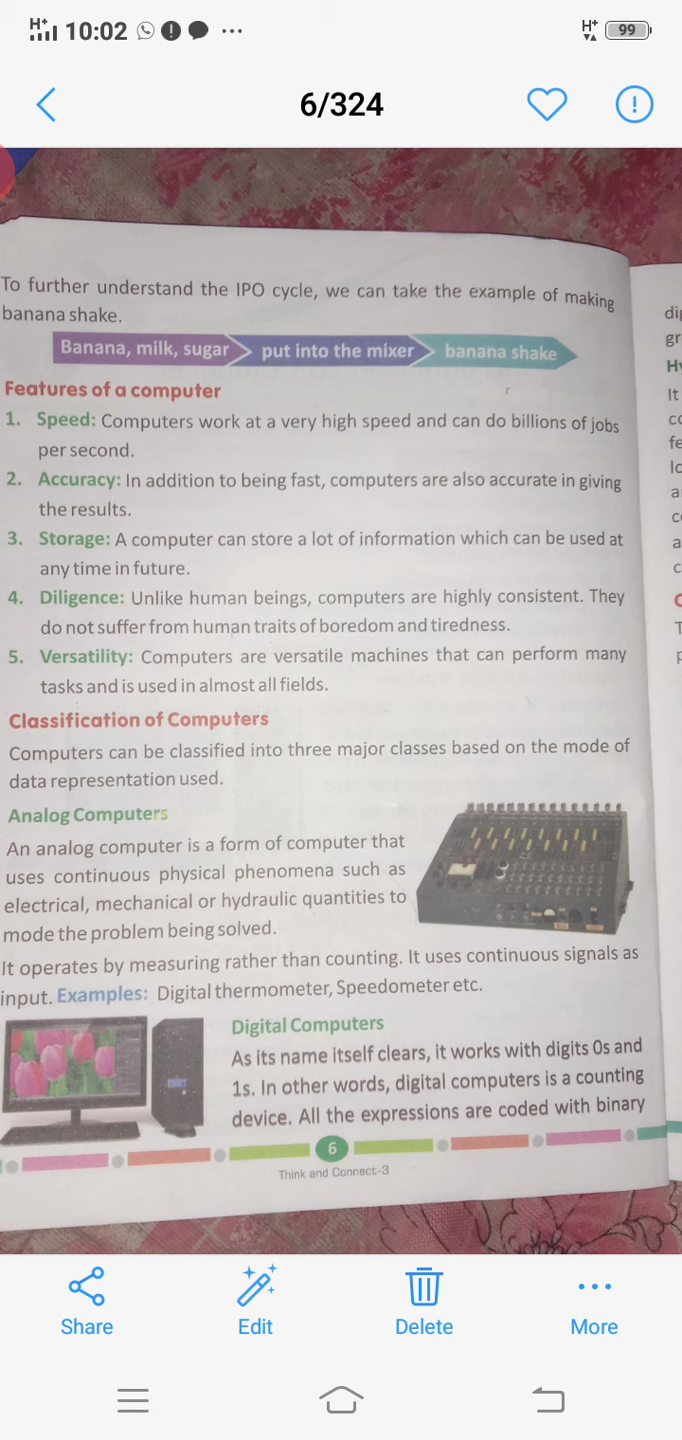 H+ 10:02 ... H+ 99
6/324
To further understand the IPO cycle, we can take the example of making
banana shake.
Banana, milk, sugar put into the mixer banana shake
Features of a computer
1. Speed: Computers work at a very high speed and can do billions of jobs
per second.
2. Accuracy: In addition to being fast, computers are also accurate in giving
the results.
3. Storage: A computer can store a lot of information which can be used at
any time in future.
4. Diligence: Unlike human beings, computers are highly consistent. They
do not suffer from human traits of boredom and tiredness.
5. Versatility: Computers are versatile machines that can perform many
tasks and is used in almost all fields.
Classification of Computers
Computers can be classified into three major classes based on the mode of
data representation used.
Analog Computers
An analog computer is a form of computer that
uses continuous physical phenomena such as
electrical, mechanical or hydraulic quantities to
mode the problem being solved.
It operates by measuring rather than counting. It uses continuous signals as
input. Examples: Digital thermometer, Speedometer etc.
Digital Computers
As its name itself clears, it works with digits 0s and
1s. In other words, digital computers is a counting
device. All the expressions are coded with binary
6
Think and Connect-3
It
Share Edit Delete More